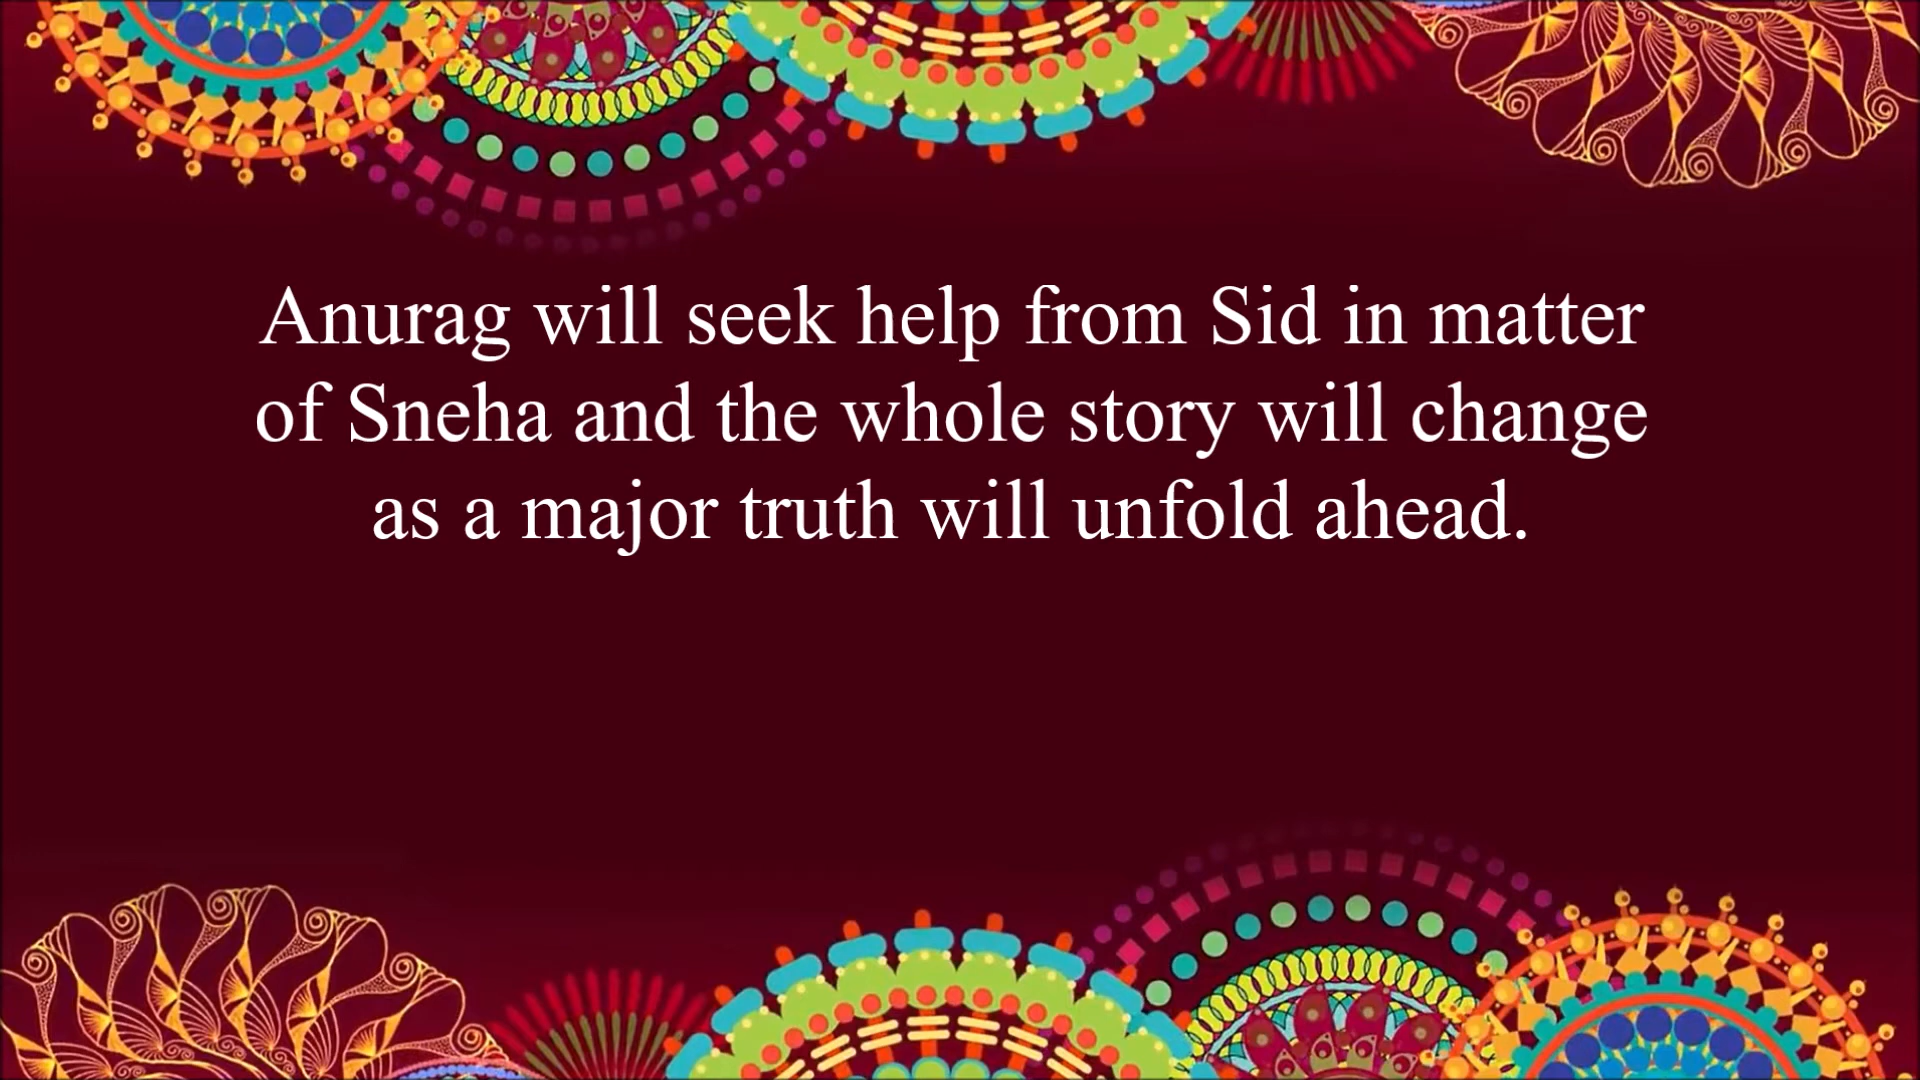 Anurag will seek help from Sid in matter
of Sneha and the whole story will change
as a major truth will unfold ahead.